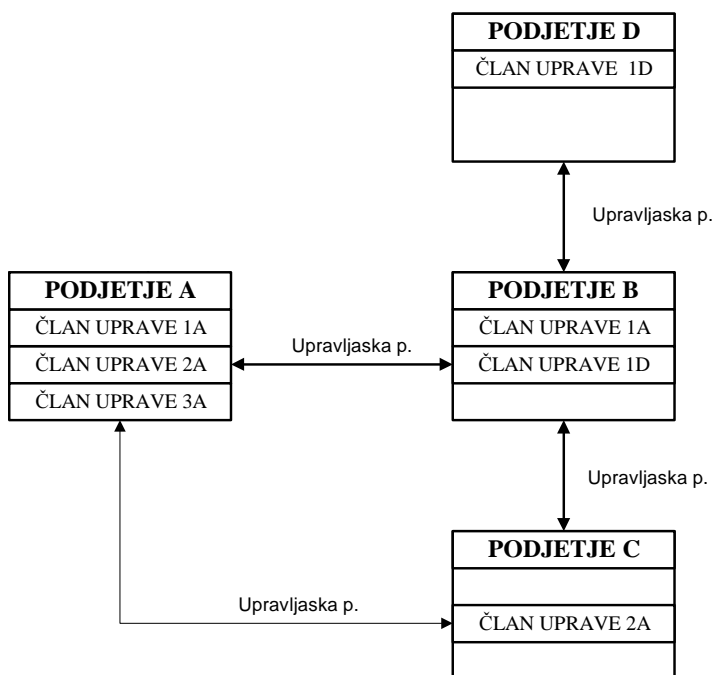 PODJETJE D
ČLAN UPRAVE 1D
Upravljaska p.
PODJETJE A
ČLAN UPRAVE 1A
ČLAN UPRAVE 2A
ČLAN UPRAVE 3A
Upravljaska p.
PODJETJE B
ČLAN UPRAVE 1A
ČLAN UPRAVE 1D
Upravljaska p.
PODJETJE C
ČLAN UPRAVE 2A
Upravljaska p.